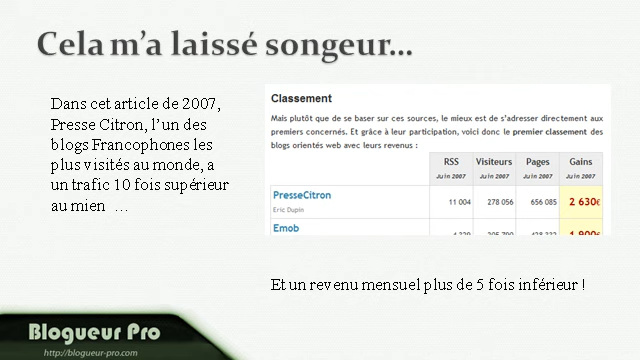 Cela m'a laissé songeur...
Dans cet article de 2007,
Presse Citron, l'un des
blogs Francophones les
plus visités au monde, a
un trafic 10 fois supérieur
au mien ...
Classement
Mais plutôt que de se baser sur ces sources, le mieux est de s'adresser directement aux
premiers concernés. Et grâce à leur participation, voici donc le premier classement des
blogs orientés web avec leurs revenus :
RSS Visiteurs Pages Gains
Juin 2007 Juin 2007 Juin 2007 Juin 2007
PresseCitron 11 004 278 056 656 085 2 630€
Eric Dupin
Emob
Et un revenu mensuel plus de 5 fois inférieur !
Blogueur Pro
http://blogueur-pro.com